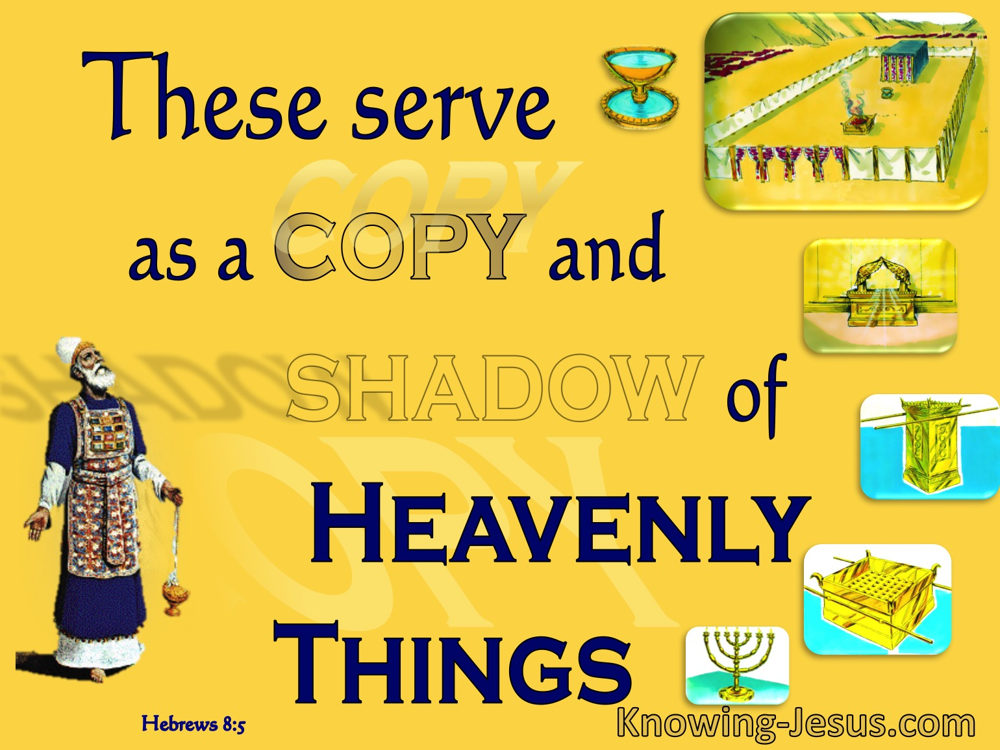 These serve
as a COPY and
SHADOW of
HEAVENLY
THINGS
Hebrews 8:5
Knowing-Jesus.com